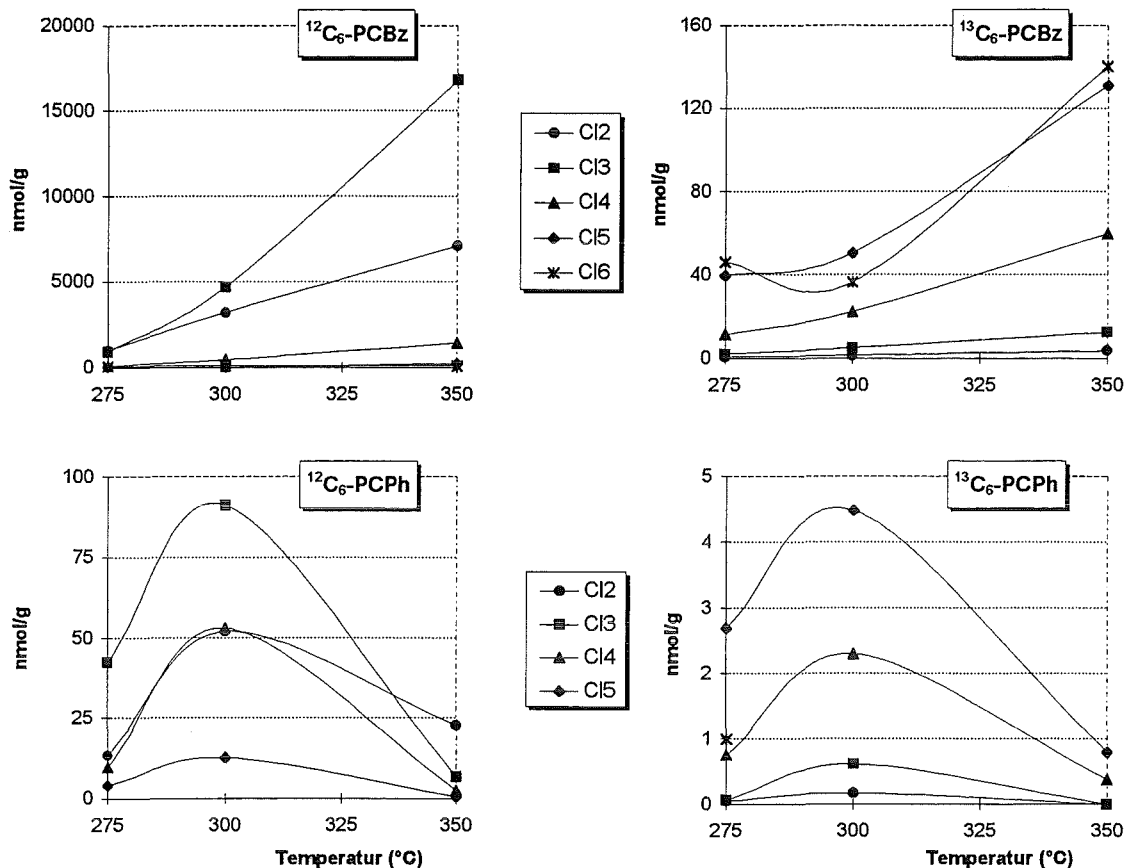 ¹²C₆-PCBz
nmol/g
20000
15000
10000
5000
0
275
300
325
350
¹³C₆-PCBz
nmol/g
160
120
80
40
0
275
300
325
350
Cl2
Cl3
Cl4
Cl5
Cl6
¹²C₆-PCPh
nmol/g
100
75
50
25
0
275
300
325
350
Temperatur (°C)
¹³C₆-PCPh
nmol/g
5
4
3
2
1
0
275
300
325
350
Temperatur (°C)
Cl2
Cl3
Cl4
Cl5